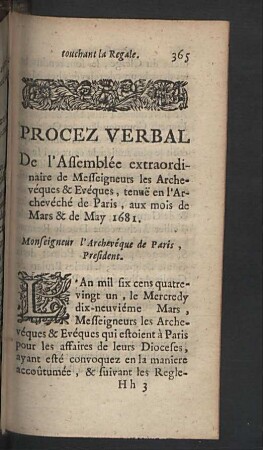 touchant la Regale. 365
PROCEZ VERBAL
De l'Assemblée extraordi-
naire de Messeigneurs les Arche-
véques & Evéques, tenuë en l'Ar-
chevéché de Paris, aux mois de
Mars & de May 1681.
Monseigneur l'Archevéque de Paris,
President.
L'An mil six cens quatre-
vingt un, le Mercredy
dix-neuviéme Mars,
Messeigneurs les Arche-
véques & Evéques qui estoient à Paris
pour les affaires de leurs Dioceses,
ayant esté convoquez en la maniere
accoûtumée, & suivant les Regle-
Hh 3